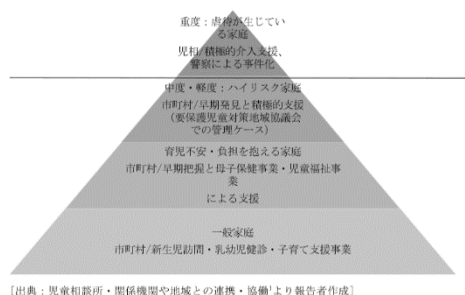 重度：虐待が生じてい
る家庭
児相/積極的介入支援、
警察による事件化
中度・軽度：ハイリスク家庭
市町村/早期発見と積極的支援
（要保護児童対策地域協議会
での管理ケース）
育児不安・負担を抱える家庭
市町村/早期把握と母子保健事業・児童福祉事
業
による支援
一般家庭
市町村/新生児訪問・乳幼児健診・子育て支援事業
[出典：児童相談所・関係機関や地域との連携・協働¹より報告者作成]